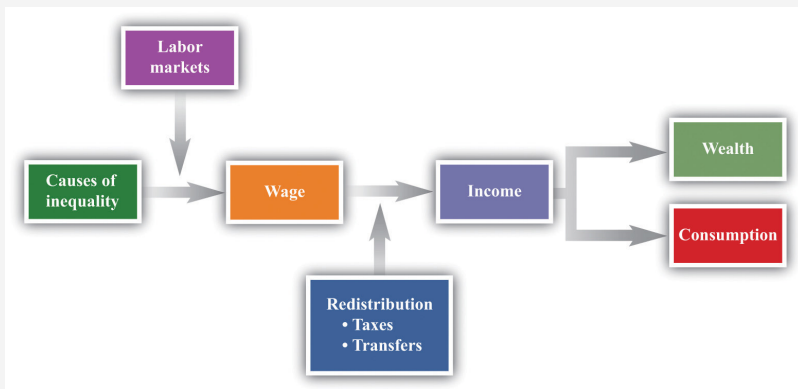 Labor
markets
Causes of
inequality
Wage
Income
Wealth
Consumption
Redistribution
• Taxes
• Transfers